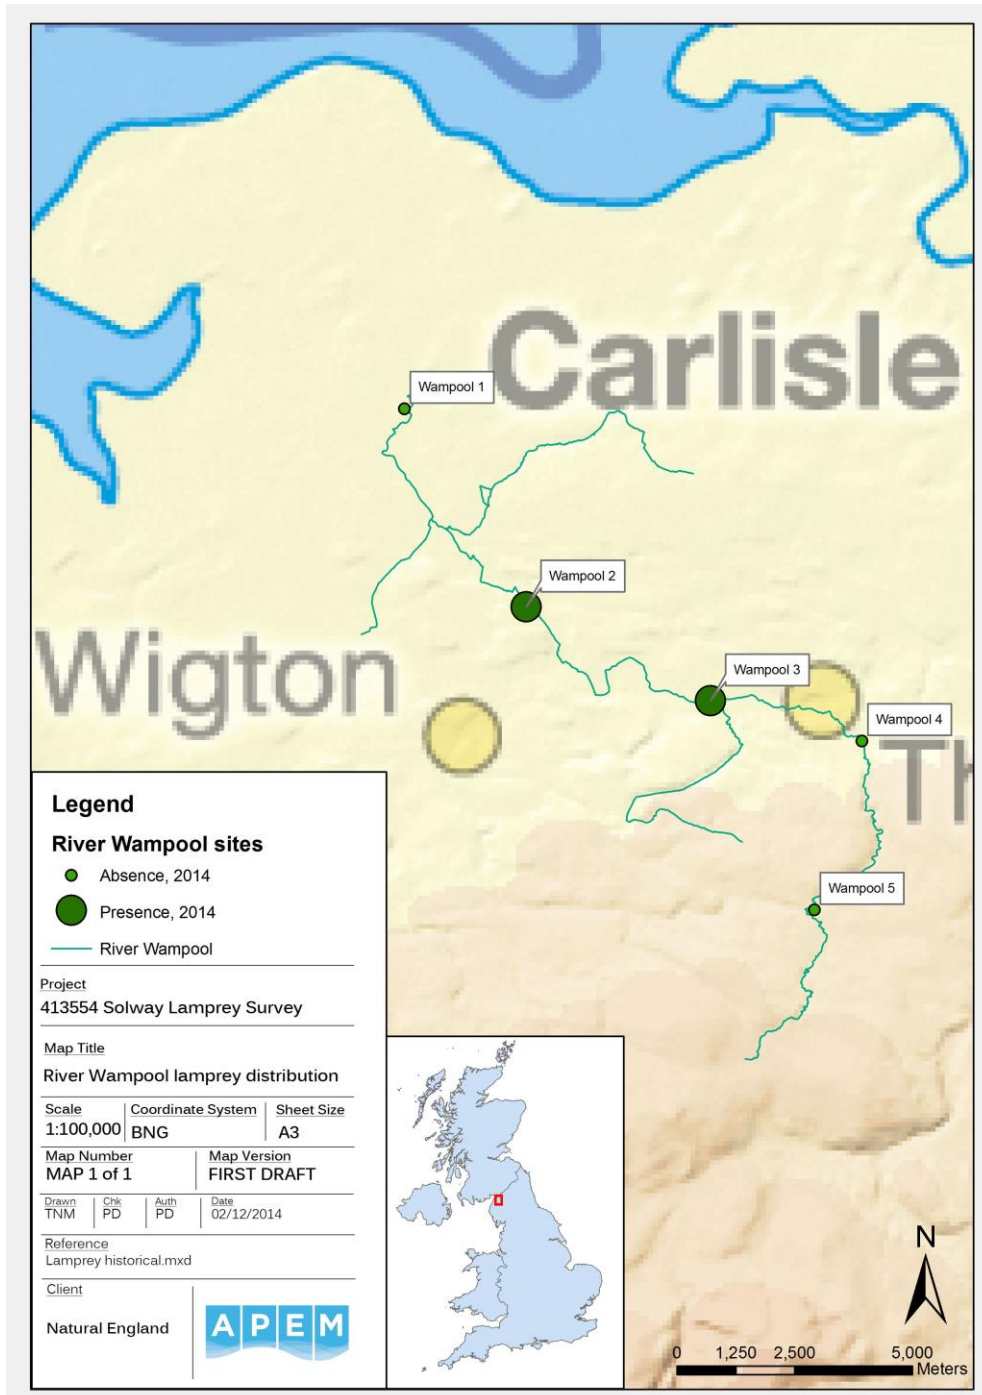 Carlisle
Wampool 1
Wampool 2
Wigton
Wampool 3
Wampool 4
Th
Wampool 5
Legend
River Wampool sites
Absence, 2014
Presence, 2014
River Wampool
Project
413554 Solway Lamprey Survey
Map Title
River Wampool lamprey distribution
Scale Coordinate System Sheet Size
1:100,000 BNG A3
Map Number Map Version
MAP 1 of 1 FIRST DRAFT
Drawn Chk Auth Date
TNM PD PD 02/12/2014
Reference
Lamprey historical.mxd
Client
Natural England
APEM
N
0 1,250 2,500 5,000
Meters